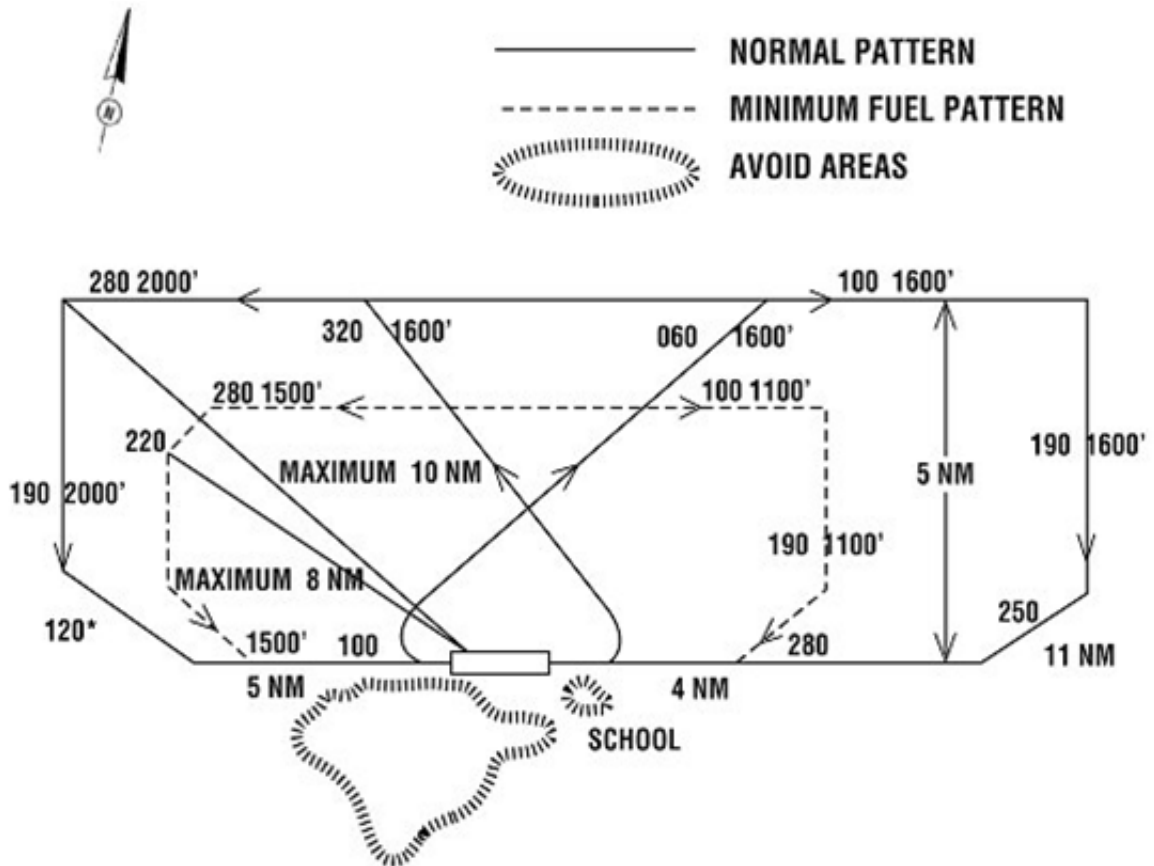 N
NORMAL PATTERN
MINIMUM FUEL PATTERN
AVOID AREAS
280 2000’
100 1600’
320 1600’
060 1600’
280 1500’
100 1100’
220
MAXIMUM 10 NM
5 NM
190 1600’
190 2000’
190 1100’
MAXIMUM 8 NM
120*
1500’
100
280
250
11 NM
5 NM
4 NM
SCHOOL